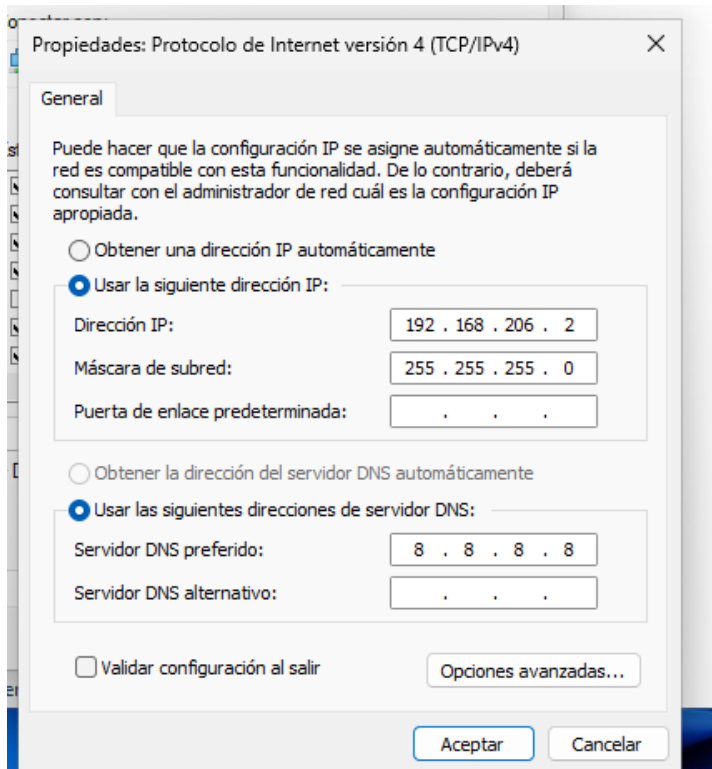 Propiedades: Protocolo de Internet versión 4 (TCP/IPv4)
General
Puede hacer que la configuración IP se asigne automáticamente si la
red es compatible con esta funcionalidad. De lo contrario, deberá
consultar con el administrador de red cuál es la configuración IP
apropiada.
Obtener una dirección IP automáticamente
Usar la siguiente dirección IP:
Dirección IP: 192 . 168 . 206 . 2
Máscara de subred: 255 . 255 . 255 . 0
Puerta de enlace predeterminada: . . .
Obtener la dirección del servidor DNS automáticamente
Usar las siguientes direcciones de servidor DNS:
Servidor DNS preferido: 8 . 8 . 8 . 8
Servidor DNS alternativo: . . .
Validar configuración al salir
Opciones avanzadas...
Aceptar Cancelar